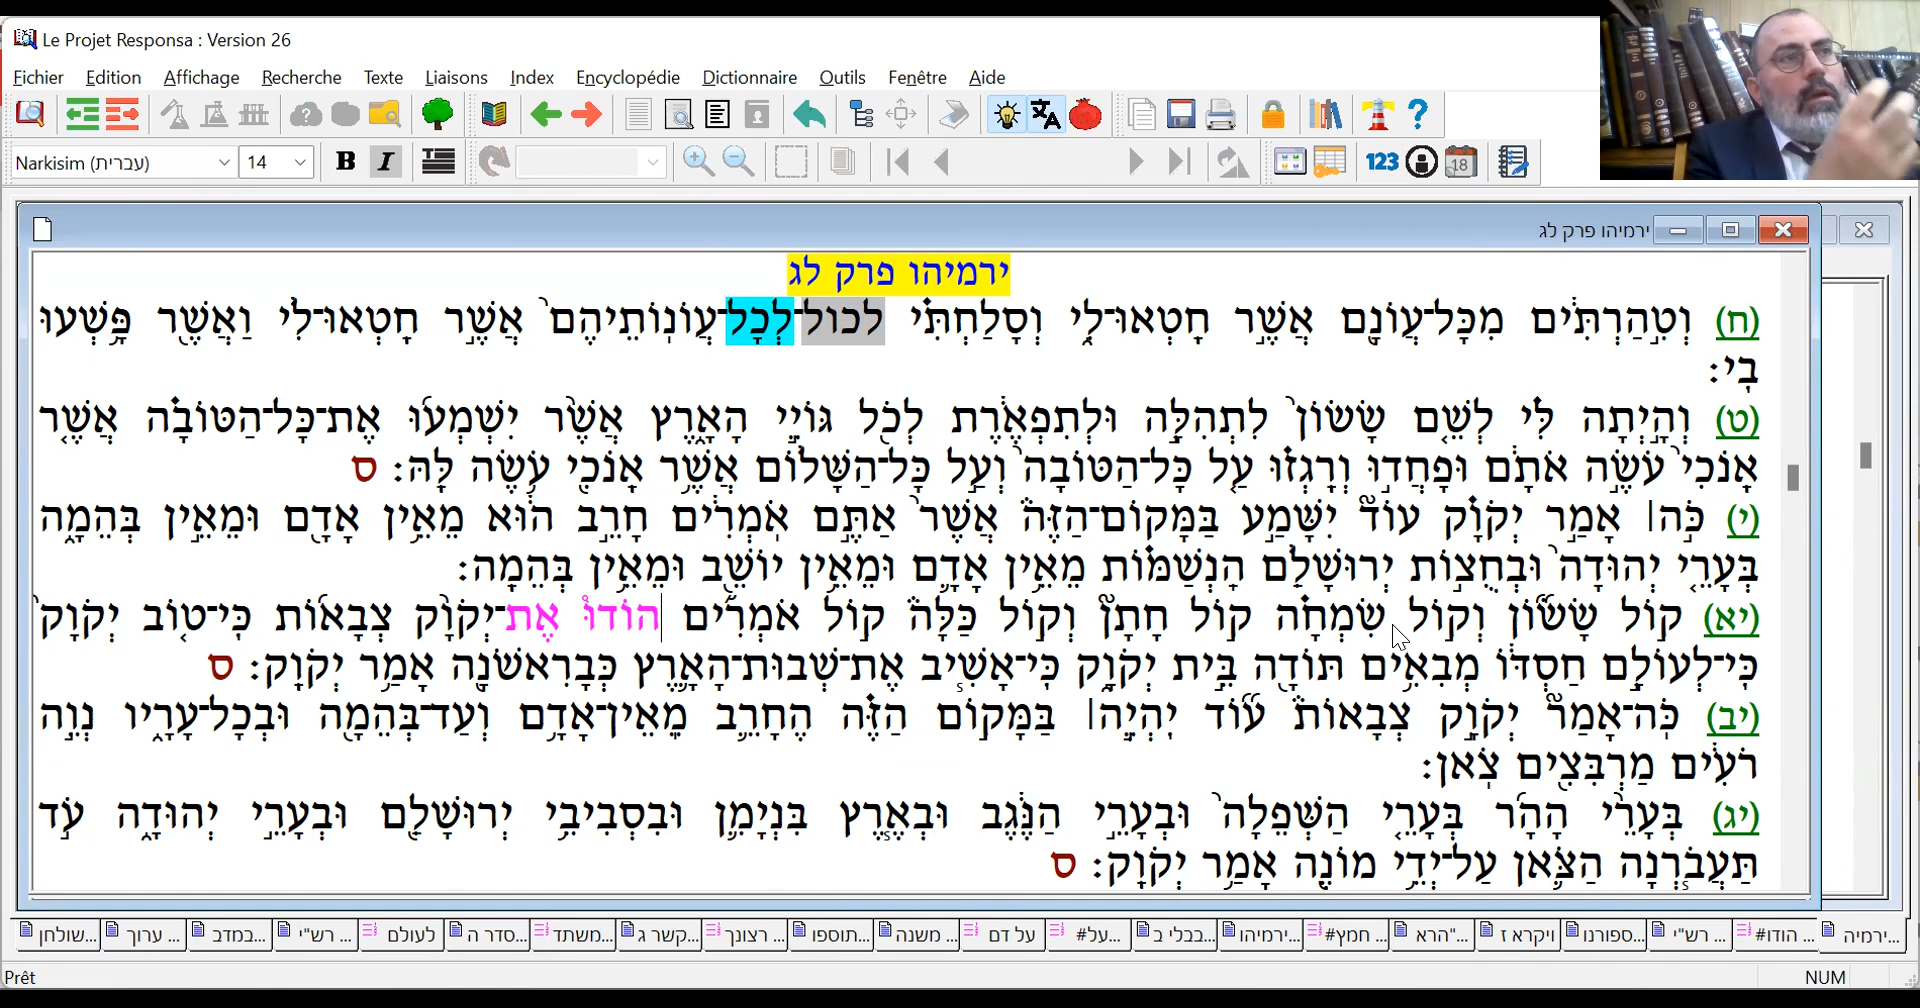 Le Projet Responsa : Version 26
Fichier Edition Affichage Recherche Texte Liaisons Index Encyclopédie Dictionnaire Outils Fenêtre Aide
Narkisim (עברית) 14 B I 123 18
ירמיהו פרק לג
ירמיהו פרק לג
(ח) וְטִ֣הַרְתִּ֔ים מִכׇּל־עֲוֺנָ֖ם אֲשֶׁ֣ר חָֽטְאוּ־לִ֑י וְסָלַחְתִּ֗י לכול־לְכׇל־עֲוֺנֽוֹתֵיהֶם֙ אֲשֶׁ֣ר חָֽטְאוּ־לִ֔י וַאֲשֶׁ֖ר פָּ֥שְׁעוּ
בִֽי:
(ט) וְהָ֣יְתָה לִּ֗י לְשֵׁ֤ם שָׂשׂוֹן֙ לִתְהִלָּ֣ה וּלְתִפְאֶ֔רֶת לְכֹ֖ל גּוֹיֵ֣י הָאָ֑רֶץ אֲשֶׁ֨ר יִשְׁמְע֜וּ אֶת־כָּל־הַטּוֹבָ֗ה אֲשֶׁ֤ר
אָֽנֹכִי֙ עֹשֶׂ֣ה אֹתָ֔ם וּפָחֲד֣וּ וְרָֽגְז֗וּ עַ֤ל כָּל־הַטּוֹבָה֙ וְעַ֣ל כָּל־הַשָּׁל֔וֹם אֲשֶׁ֥ר אָֽנֹכִ֖י עֹ֥שֶׂה לָּֽהּ: ס
(י) כֹּ֣ה׀ אָמַ֣ר יְקֹוָ֗ק עוֹד֘ יִשָּׁמַ֣ע בַּמָּקוֹם־הַזֶּה֒ אֲשֶׁר֙ אַתֶּ֣ם אֹֽמְרִ֔ים חָרֵ֣ב ה֔וּא מֵאֵ֥ין אָדָ֖ם וּמֵאֵ֣ין בְּהֵמָ֑ה
בְּעָרֵ֤י יְהוּדָה֙ וּבְחֻצ֣וֹת יְרוּשָׁלִַ֔ם הַֽנְשַׁמּ֗וֹת מֵאֵ֥ין אָדָ֛ם וּמֵאֵ֥ין יוֹשֵׁ֖ב וּמֵאֵ֥ין בְּהֵמָֽה:
(יא) ק֣וֹל שָׂשׂ֞וֹן וְק֣וֹל שִׂמְחָ֗ה ק֣וֹל חָתָן֘ וְק֣וֹל כַּלָּה֒ ק֣וֹל אֹמְרִ֡ים הוֹדוּ֩ אֶת־יְקֹוָ֨ק צְבָא֜וֹת כִּֽי־ט֤וֹב יְקֹוָק֙
כִּֽי־לְעוֹלָ֣ם חַסְדּ֔וֹ מְבִאִ֥ים תּוֹדָ֖ה בֵּ֣ית יְקֹוָ֑ק כִּֽי־אָשִׁ֧יב אֶת־שְׁבוּת־הָאָ֛רֶץ כְּבָרִאשֹׁנָ֖ה אָמַ֥ר יְקֹוָֽק: ס
(יב) כֹּֽה־אָמַר֘ יְקֹוָ֣ק צְבָאוֹת֒ ע֞וֹד יִֽהְיֶ֣ה׀ בַּמָּק֣וֹם הַזֶּ֗ה הֶחָרֵ֛ב מֵֽאֵין־אָדָ֥ם וְעַד־בְּהֵמָ֖ה וּבְכָל־עָרָ֑יו נְוֵ֣ה
רֹעִ֔ים מַרְבִּצִ֖ים צֹֽאן:
(יג) בְּעָרֵ֨י הָהָ֜ר בְּעָרֵ֤י הַשְּׁפֵלָה֙ וּבְעָרֵ֣י הַנֶּ֔גֶב וּבְאֶ֧רֶץ בִּנְיָמִ֛ן וּבִסְבִיבֵ֥י יְרוּשָׁלִַ֖ם וּבְעָרֵ֣י יְהוּדָ֑ה עֹ֣ד
תַּעֲבֹ֧רְנָה הַצֹּ֛אן עַל־יְדֵ֥י מוֹנֶ֖ה אָמַ֥ר יְקֹוָֽק: ס
ירמיה... הודו#... רש"י ... ספורנו... ויקרא ז הרא"... חמץ#... ירמיהו... בבלי ב... על#... על דם משנה ... תוספו... רצונך... קשר ג... משתד... סדר ה... לעולם רש"י ... במדב... ערוך ... שולחן...
Prêt NUM